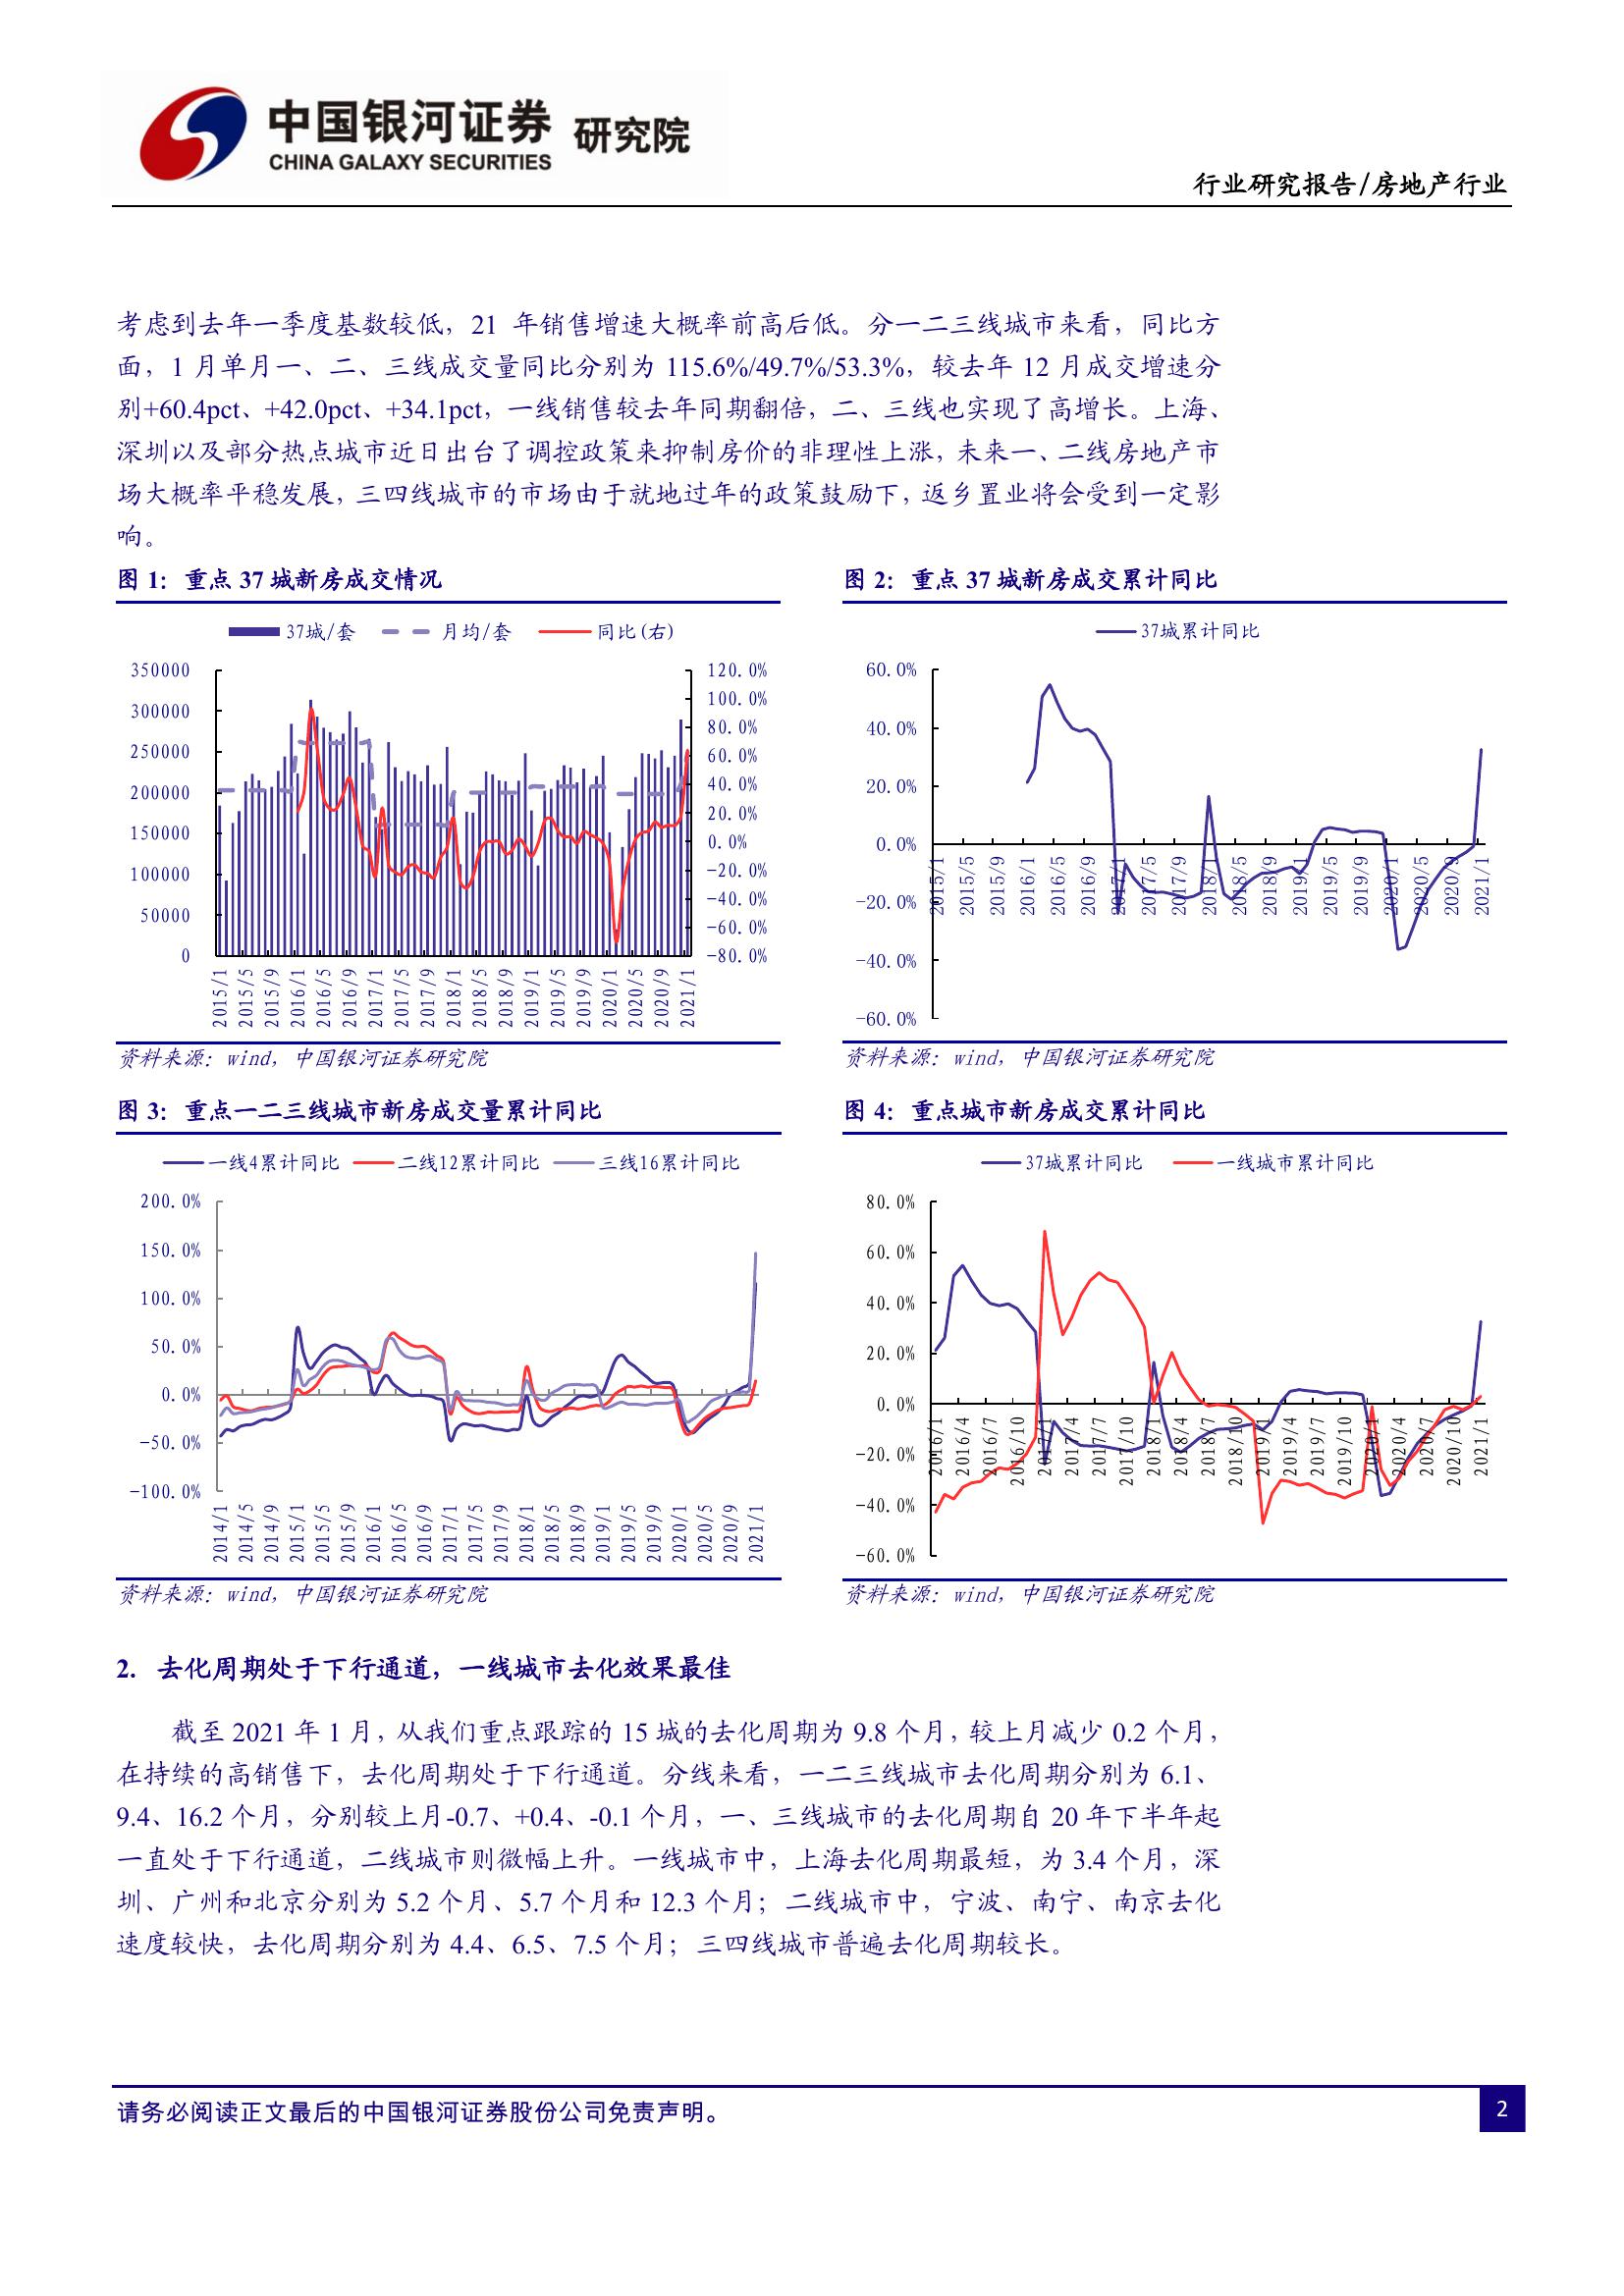 中国银河证券 研究院
CHINA GALAXY SECURITIES
行业研究报告/房地产行业
考虑到去年一季度基数较低，21 年销售增速大概率前高后低。分一二三线城市来看，同比方
面，1 月单月一、二、三线成交量同比分别为 115.6%/49.7%/53.3%，较去年 12 月成交增速分
别+60.4pct、+42.0pct、+34.1pct，一线销售较去年同期翻倍，二、三线也实现了高增长。上海、
深圳以及部分热点城市近日出台了调控政策来抑制房价的非理性上涨，未来一、二线房地产市
场大概率平稳发展，三四线城市的市场由于就地过年的政策鼓励下，返乡置业将会受到一定影
响。
图 1：重点 37 城新房成交情况
37城/套 月均/套 同比(右)
350000
300000
250000
200000
150000
100000
50000
0
120.0%
100.0%
80.0%
60.0%
40.0%
20.0%
0.0%
-20.0%
-40.0%
-60.0%
-80.0%
2015/1 2015/5 2015/9 2016/1 2016/5 2016/9 2017/1 2017/5 2017/9 2018/1 2018/5 2018/9 2019/1 2019/5 2019/9 2020/1 2020/5 2020/9 2021/1
资料来源：wind，中国银河证券研究院
图 2：重点 37 城新房成交累计同比
37城累计同比
60.0%
40.0%
20.0%
0.0%
-20.0%
-40.0%
-60.0%
2015/1 2015/5 2015/9 2016/1 2016/5 2016/9 2017/1 2017/5 2017/9 2018/1 2018/5 2018/9 2019/1 2019/5 2019/9 2020/1 2020/5 2020/9 2021/1
资料来源：wind，中国银河证券研究院
图 3：重点一二三线城市新房成交量累计同比
一线4累计同比 二线12累计同比 三线16累计同比
200.0%
150.0%
100.0%
50.0%
0.0%
-50.0%
-100.0%
2014/1 2014/5 2014/9 2015/1 2015/5 2015/9 2016/1 2016/5 2016/9 2017/1 2017/5 2017/9 2018/1 2018/5 2018/9 2019/1 2019/5 2019/9 2020/1 2020/5 2020/9 2021/1
资料来源：wind，中国银河证券研究院
图 4：重点城市新房成交累计同比
37城累计同比 一线城市累计同比
80.0%
60.0%
40.0%
20.0%
0.0%
-20.0%
-40.0%
-60.0%
2016/1 2016/4 2016/7 2016/10 2017/1 2017/4 2017/7 2017/10 2018/1 2018/4 2018/7 2018/10 2019/1 2019/4 2019/7 2019/10 2020/1 2020/4 2020/7 2020/10 2021/1
资料来源：wind，中国银河证券研究院
2. 去化周期处于下行通道，一线城市去化效果最佳
截至 2021 年 1 月，从我们重点跟踪的 15 城的去化周期为 9.8 个月，较上月减少 0.2 个月，
在持续的高销售下，去化周期处于下行通道。分线来看，一二三线城市去化周期分别为 6.1、
9.4、16.2 个月，分别较上月-0.7、+0.4、-0.1 个月，一、三线城市的去化周期自 20 年下半年起
一直处于下行通道，二线城市则微幅上升。一线城市中，上海去化周期最短，为 3.4 个月，深
圳、广州和北京分别为 5.2 个月、5.7 个月和 12.3 个月；二线城市中，宁波、南宁、南京去化
速度较快，去化周期分别为 4.4、6.5、7.5 个月；三四线城市普遍去化周期较长。
请务必阅读正文最后的中国银河证券股份公司免责声明。
2